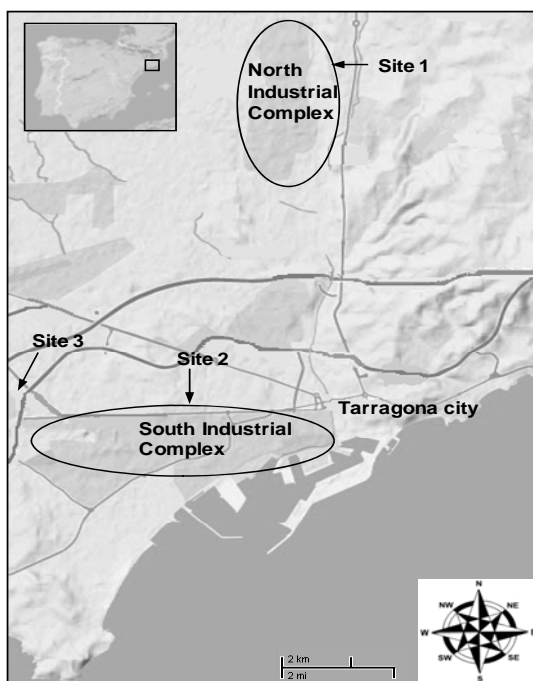 North
Industrial
Complex
Site 1
Site 3
Site 2
Tarragona city
South Industrial
Complex
N
NW
NE
W
SW
SE
S
2 km
2 mi